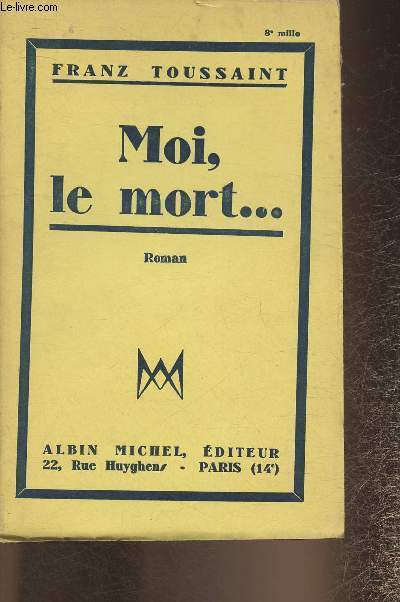 Le-livre.com
8e mille
FRANZ TOUSSAINT
Moi,
le mort...
Roman
ALBIN MICHEL, ÉDITEUR
22, Rue Huyghens - PARIS (14e)